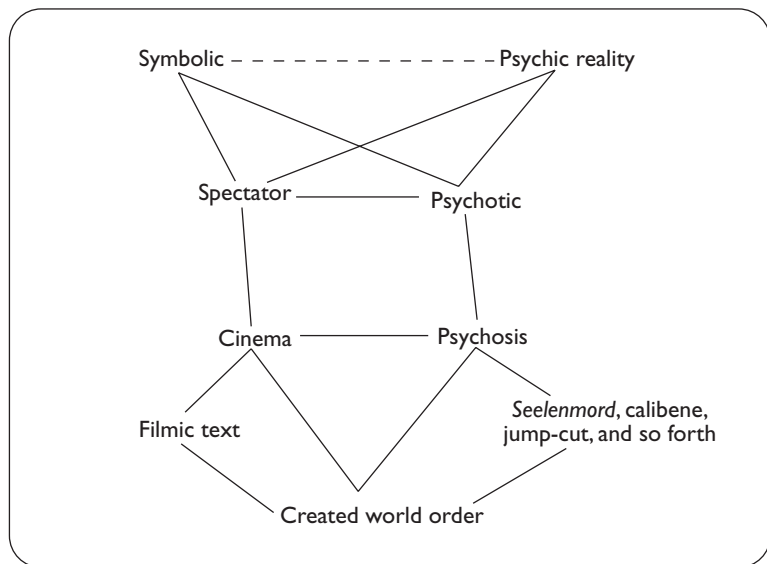 Symbolic Psychic reality
Spectator Psychotic
Cinema Psychosis
Filmic text
Seelenmord, calibene,
jump-cut, and so forth
Created world order